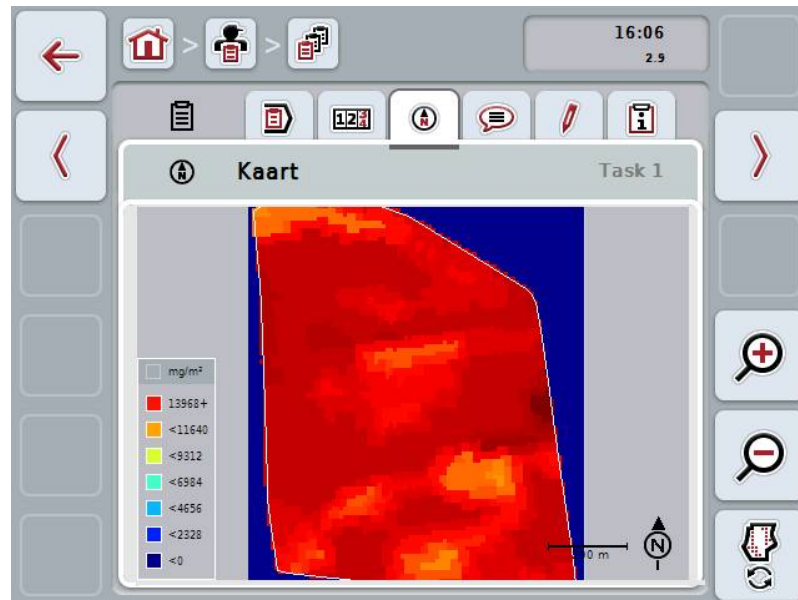 16:06
2.9
Kaart
Task 1
mg/m²
13968+
<11640
<9312
<6984
<4656
<2328
<0
N